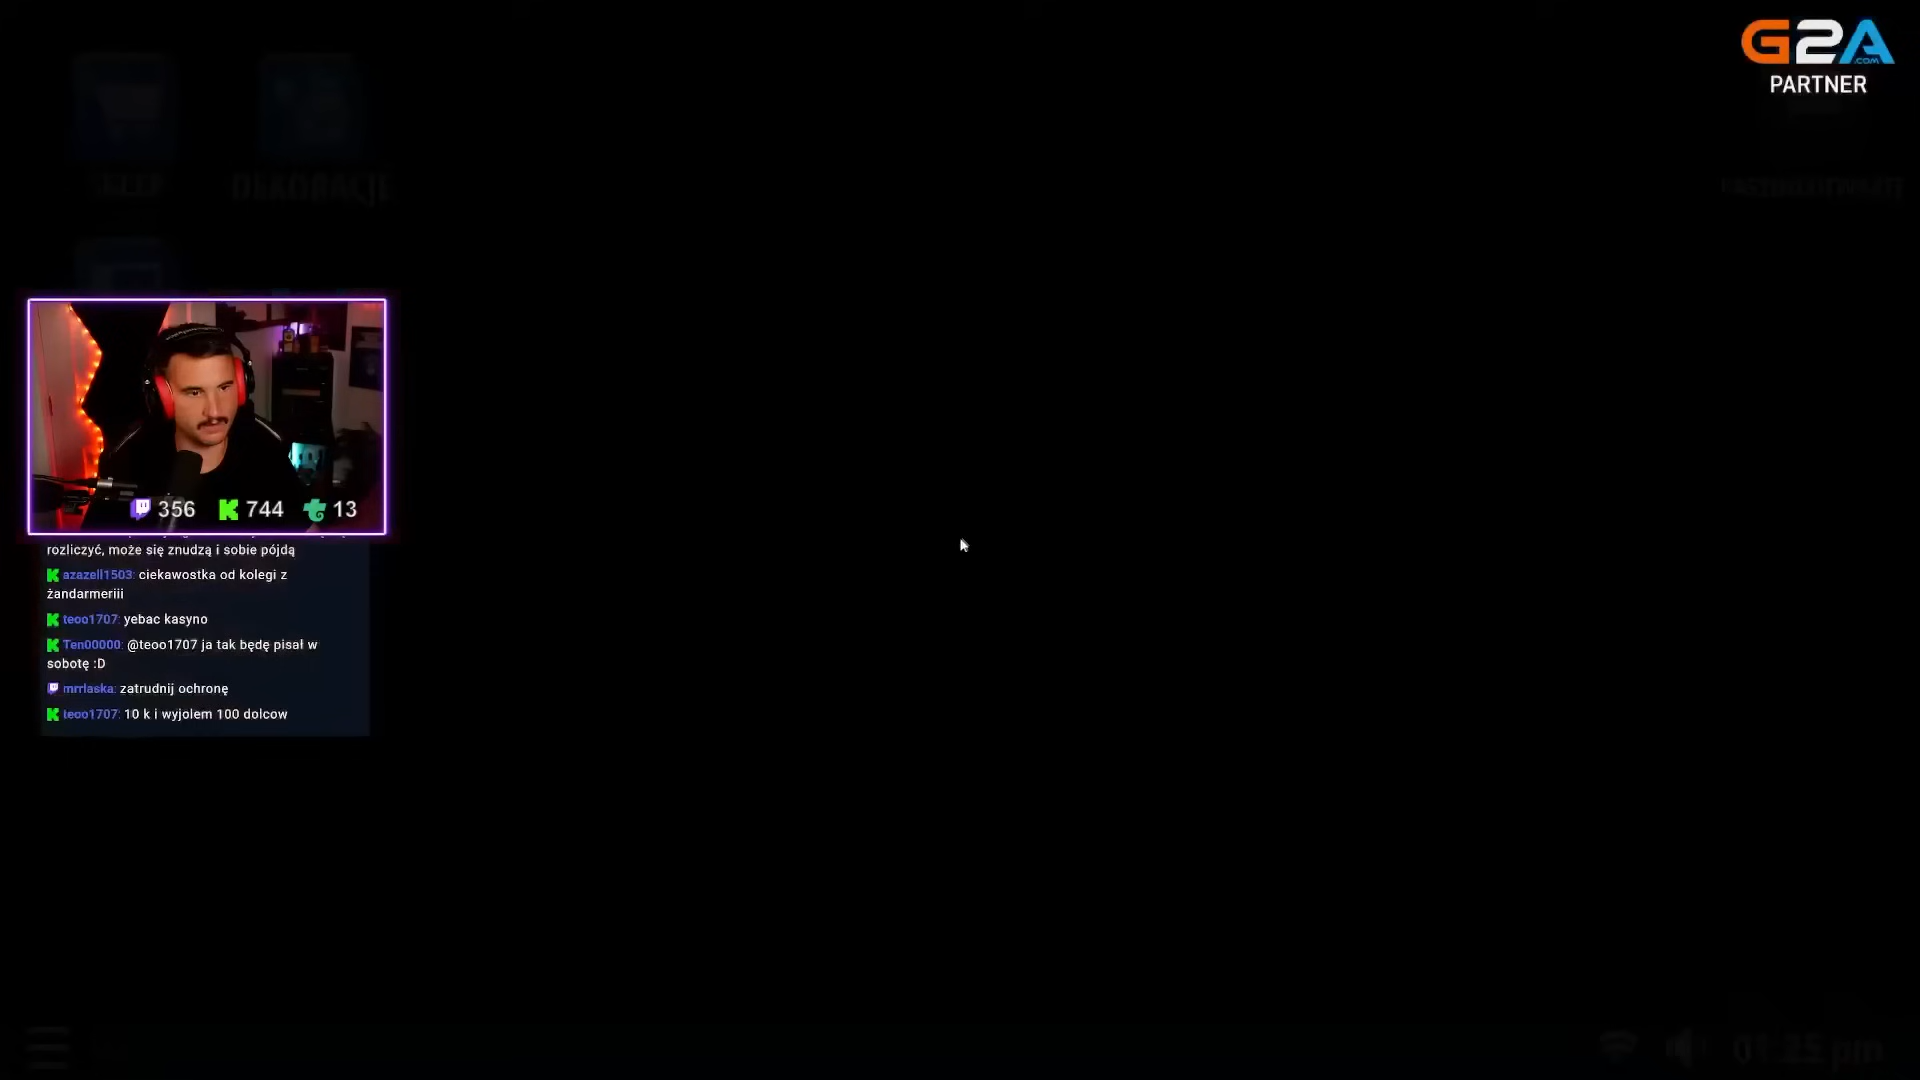 G2A
.COM
PARTNER
DEKORACJE
356 744 13
rozliczyć, może się znudzą i sobie pójdą
azazell1503: ciekawostka od kolegi z
żandarmeriii
teoo1707: yebac kasyno
Ten00000: @teoo1707 ja tak będę pisał w
sobotę :D
mrrlaska: zatrudnij ochronę
teoo1707: 10 k i wyjolem 100 dolcow